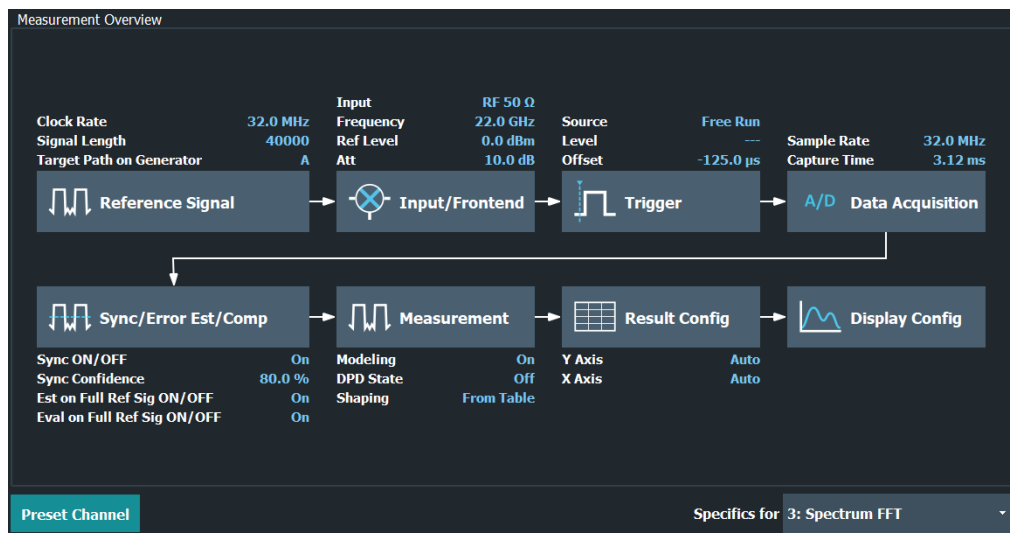 Measurement Overview
Input RF 50 Ω
Clock Rate 32.0 MHz Frequency 22.0 GHz Source Free Run
Signal Length 40000 Ref Level 0.0 dBm Level --- Sample Rate 32.0 MHz
Target Path on Generator A Att 10.0 dB Offset -125.0 µs Capture Time 3.12 ms
Reference Signal Input/Frontend Trigger A/D Data Acquisition
Sync/Error Est/Comp Measurement Result Config Display Config
Sync ON/OFF On Modeling On Y Axis Auto
Sync Confidence 80.0 % DPD State Off X Axis Auto
Est on Full Ref Sig ON/OFF On Shaping From Table
Eval on Full Ref Sig ON/OFF On
Preset Channel Specifics for 3: Spectrum FFT